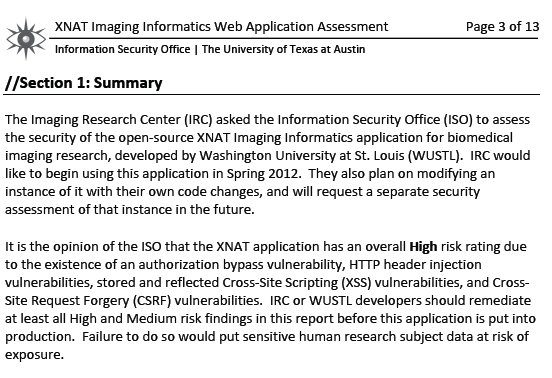 XNAT Imaging Informatics Web Application Assessment Page 3 of 13
Information Security Office | The University of Texas at Austin
//Section 1: Summary
The Imaging Research Center (IRC) asked the Information Security Office (ISO) to assess
the security of the open-source XNAT Imaging Informatics application for biomedical
imaging research, developed by Washington University at St. Louis (WUSTL). IRC would
like to begin using this application in Spring 2012. They also plan on modifying an
instance of it with their own code changes, and will request a separate security
assessment of that instance in the future.
It is the opinion of the ISO that the XNAT application has an overall High risk rating due
to the existence of an authorization bypass vulnerability, HTTP header injection
vulnerabilities, stored and reflected Cross-Site Scripting (XSS) vulnerabilities, and Cross-
Site Request Forgery (CSRF) vulnerabilities. IRC or WUSTL developers should remediate
at least all High and Medium risk findings in this report before this application is put into
production. Failure to do so would put sensitive human research subject data at risk of
exposure.